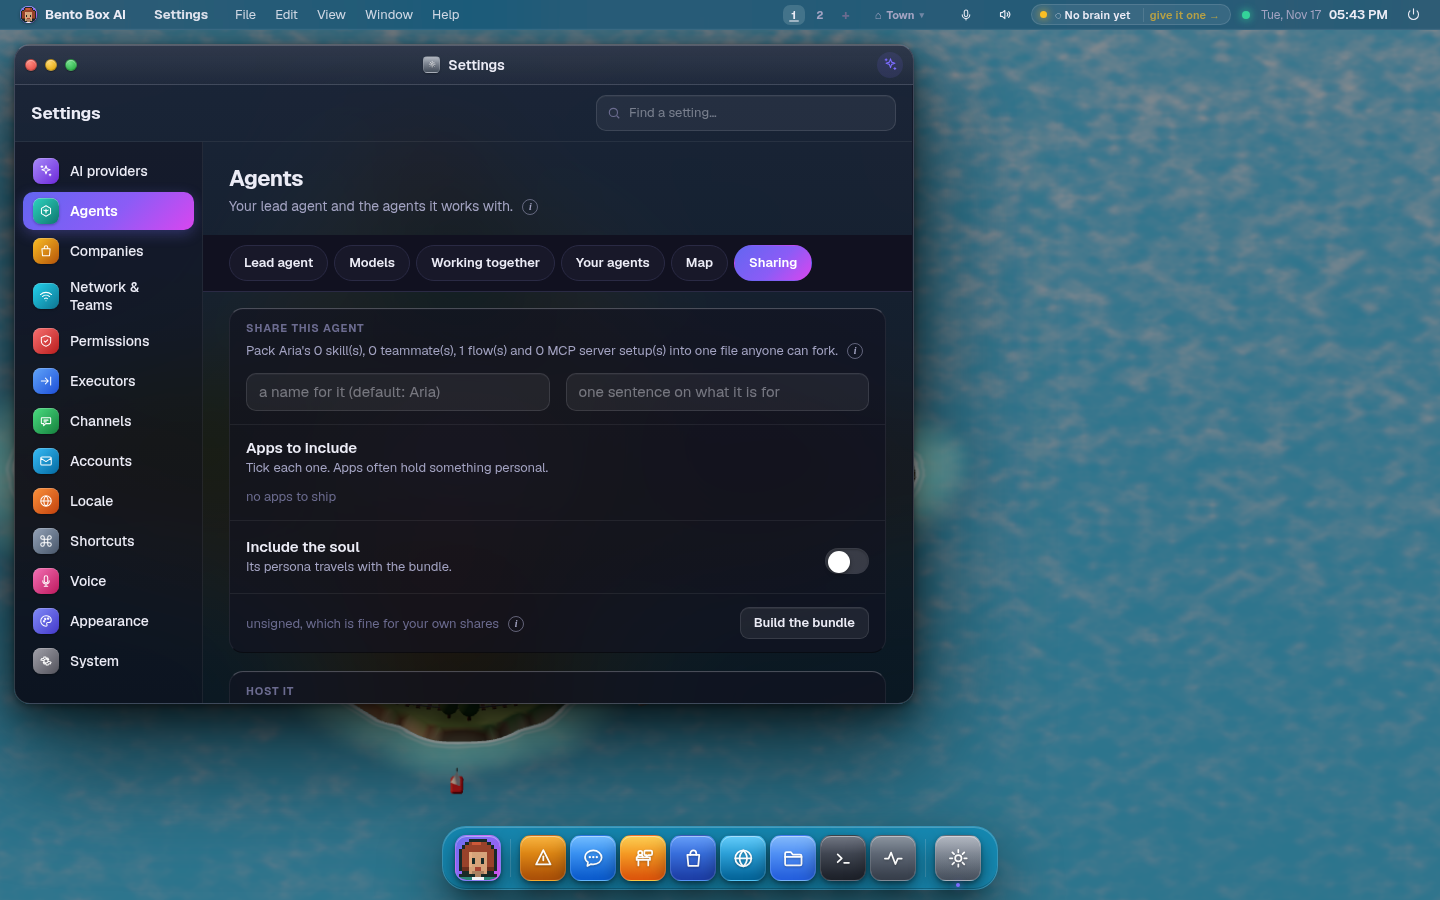 Bento Box AI Settings File Edit View Window Help 1 2 + Town No brain yet give it one → Tue, Nov 17 05:43 PM
Settings
Settings
Find a setting...
AI providers
Agents
Companies
Network &
Teams
Permissions
Executors
Channels
Accounts
Locale
Shortcuts
Voice
Appearance
System
Agents
Your lead agent and the agents it works with. i
Lead agent Models Working together Your agents Map Sharing
SHARE THIS AGENT
Pack Aria's 0 skill(s), 0 teammate(s), 1 flow(s) and 0 MCP server setup(s) into one file anyone can fork. i
a name for it (default: Aria) one sentence on what it is for
Apps to include
Tick each one. Apps often hold something personal.
no apps to ship
Include the soul
Its persona travels with the bundle.
unsigned, which is fine for your own shares i
Build the bundle
HOST IT